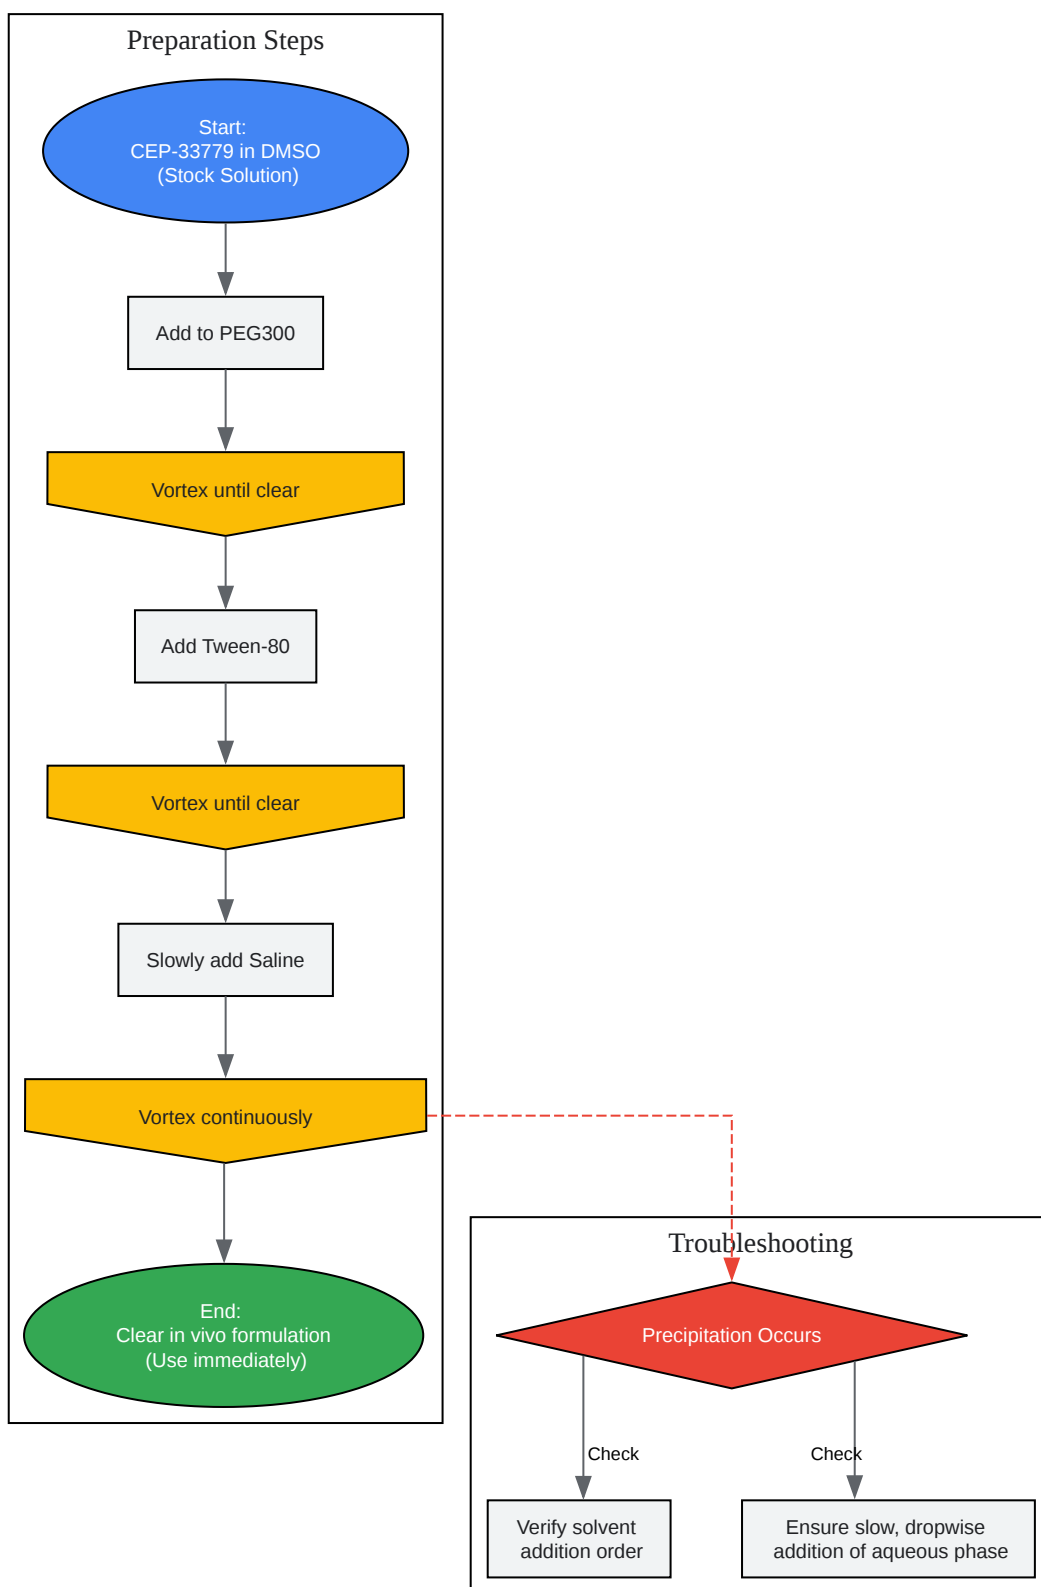 Preparation Steps
Start:
CEP-33779 in DMSO
(Stock Solution)
Add to PEG300
Vortex until clear
Add Tween-80
Vortex until clear
Slowly add Saline
Vortex continuously
End:
Clear in vivo formulation
(Use immediately)
Troubleshooting
Precipitation Occurs
Check
Check
Verify solvent
addition order
Ensure slow, dropwise
addition of aqueous phase